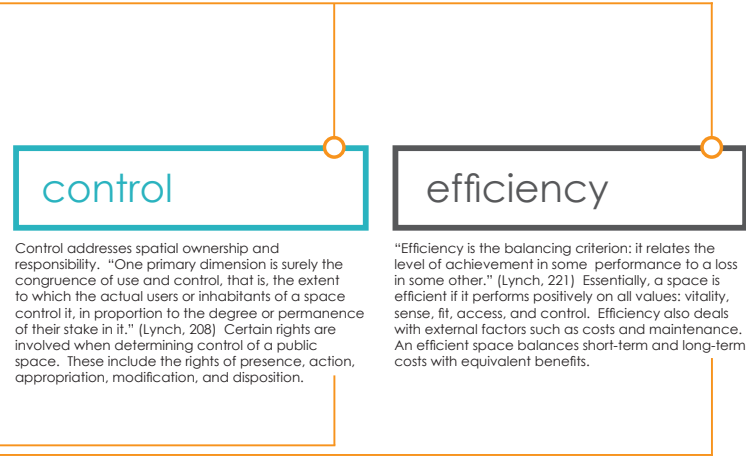 control
Control addresses spatial ownership and
responsibility.  “One primary dimension is surely the
congruence of use and control, that is, the extent
to which the actual users or inhabitants of a space
control it, in proportion to the degree or permanence
of their stake in it.” (Lynch, 208)  Certain rights are
involved when determining control of a public
space.  These include the rights of presence, action,
appropriation, modification, and disposition.
efficiency
“Efficiency is the balancing criterion: it relates the
level of achievement in some  performance to a loss
in some other.” (Lynch, 221)  Essentially, a space is
efficient if it performs positively on all values: vitality,
sense, fit, access, and control.  Efficiency also deals
with external factors such as costs and maintenance.
An efficient space balances short-term and long-term
costs with equivalent benefits.